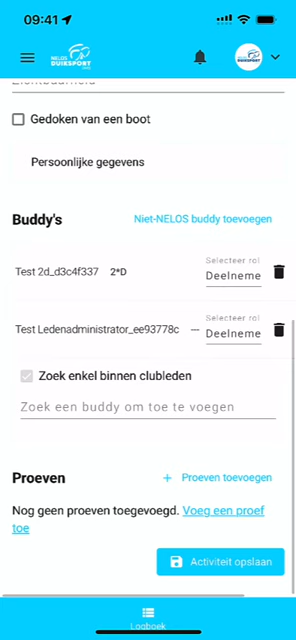 09:41
NELOS
DUIKSPORT
Zichtbaarheid
Gedoken van een boot
Persoonlijke gegevens
Buddy's
Niet-NELOS buddy toevoegen
Test 2d_d3c4f337 2*D
Selecteer rol
Deelneme
Test Ledenadministrator_ee93778c —
Selecteer rol
Deelneme
Zoek enkel binnen clubleden
Zoek een buddy om toe te voegen
Proeven
+ Proeven toevoegen
Nog geen proeven toegevoegd. Voeg een proef
toe
Activiteit opslaan
Logboek